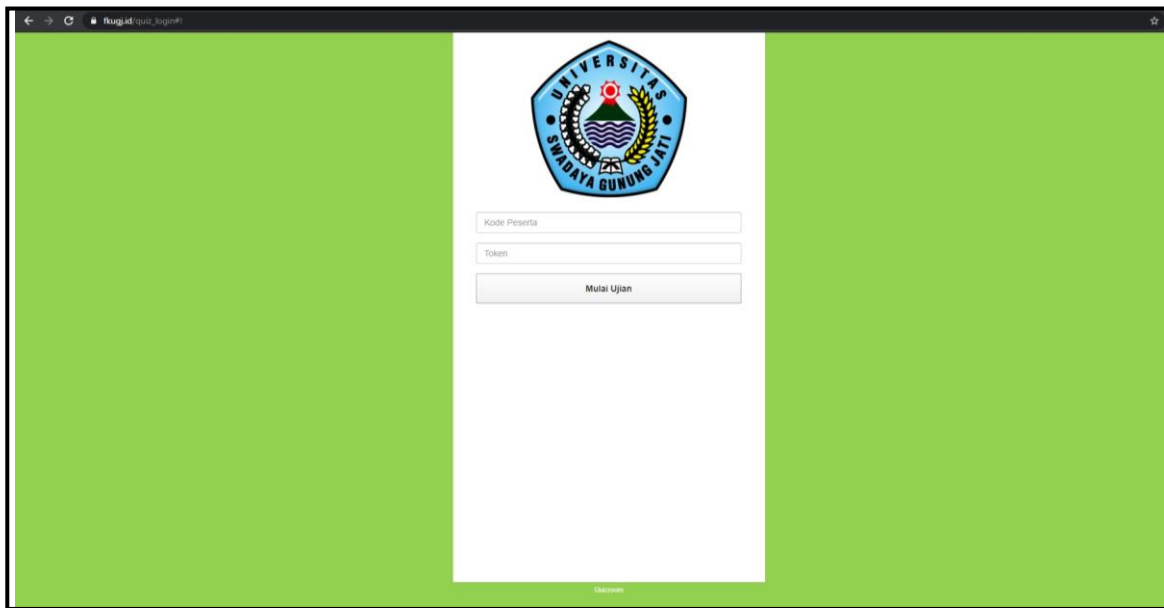 fkugj.id/quiz_login#!
UNIVERSITAS
SWADAYA GUNUNG JATI
Kode Peserta
Token
Mulai Ujian